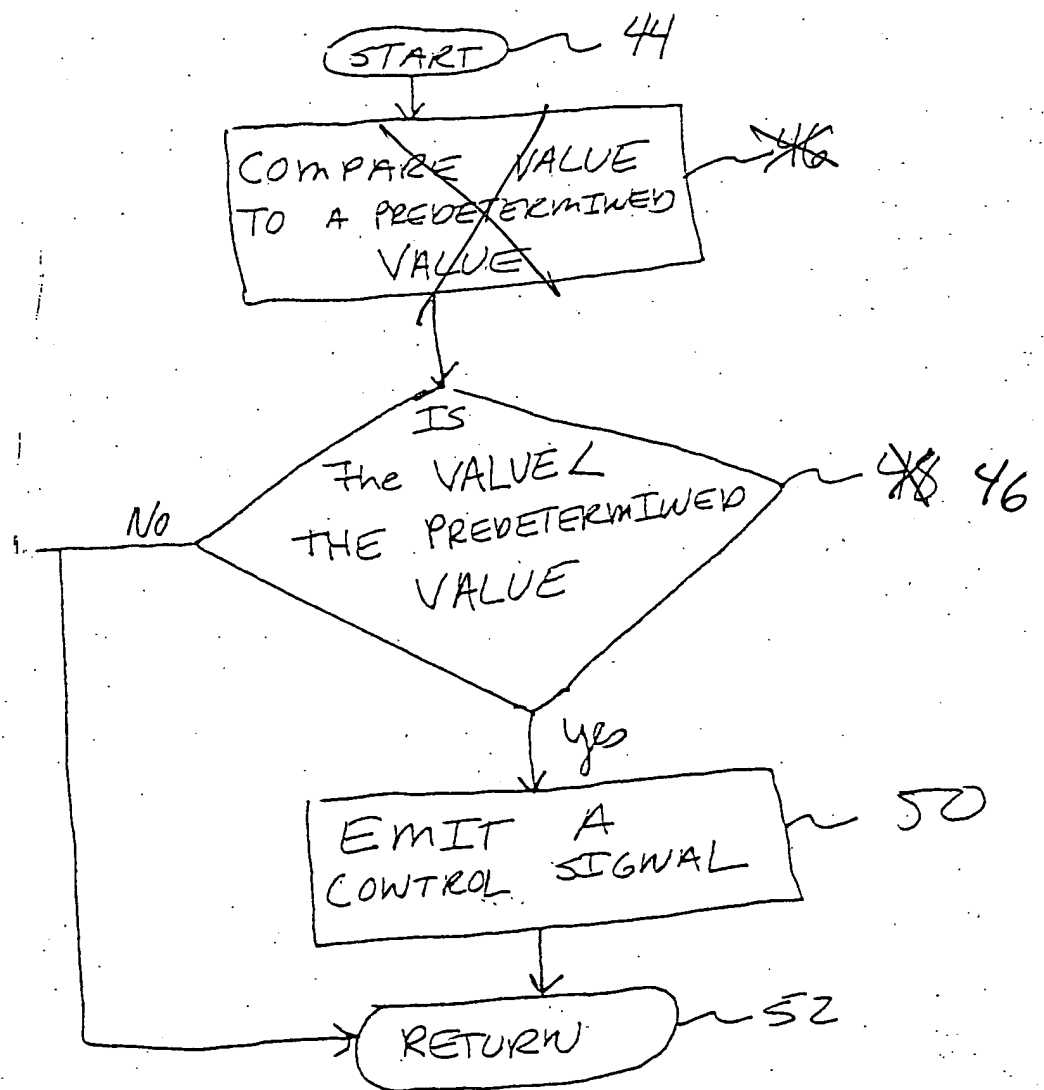 START 44
COMPARE VALUE
TO A PREDETERMINED
VALUE
46
IS
The VALUE <
THE PREDETERMINED
VALUE
48 46
No
yes
EMIT A
CONTROL SIGNAL
50
RETURN 52